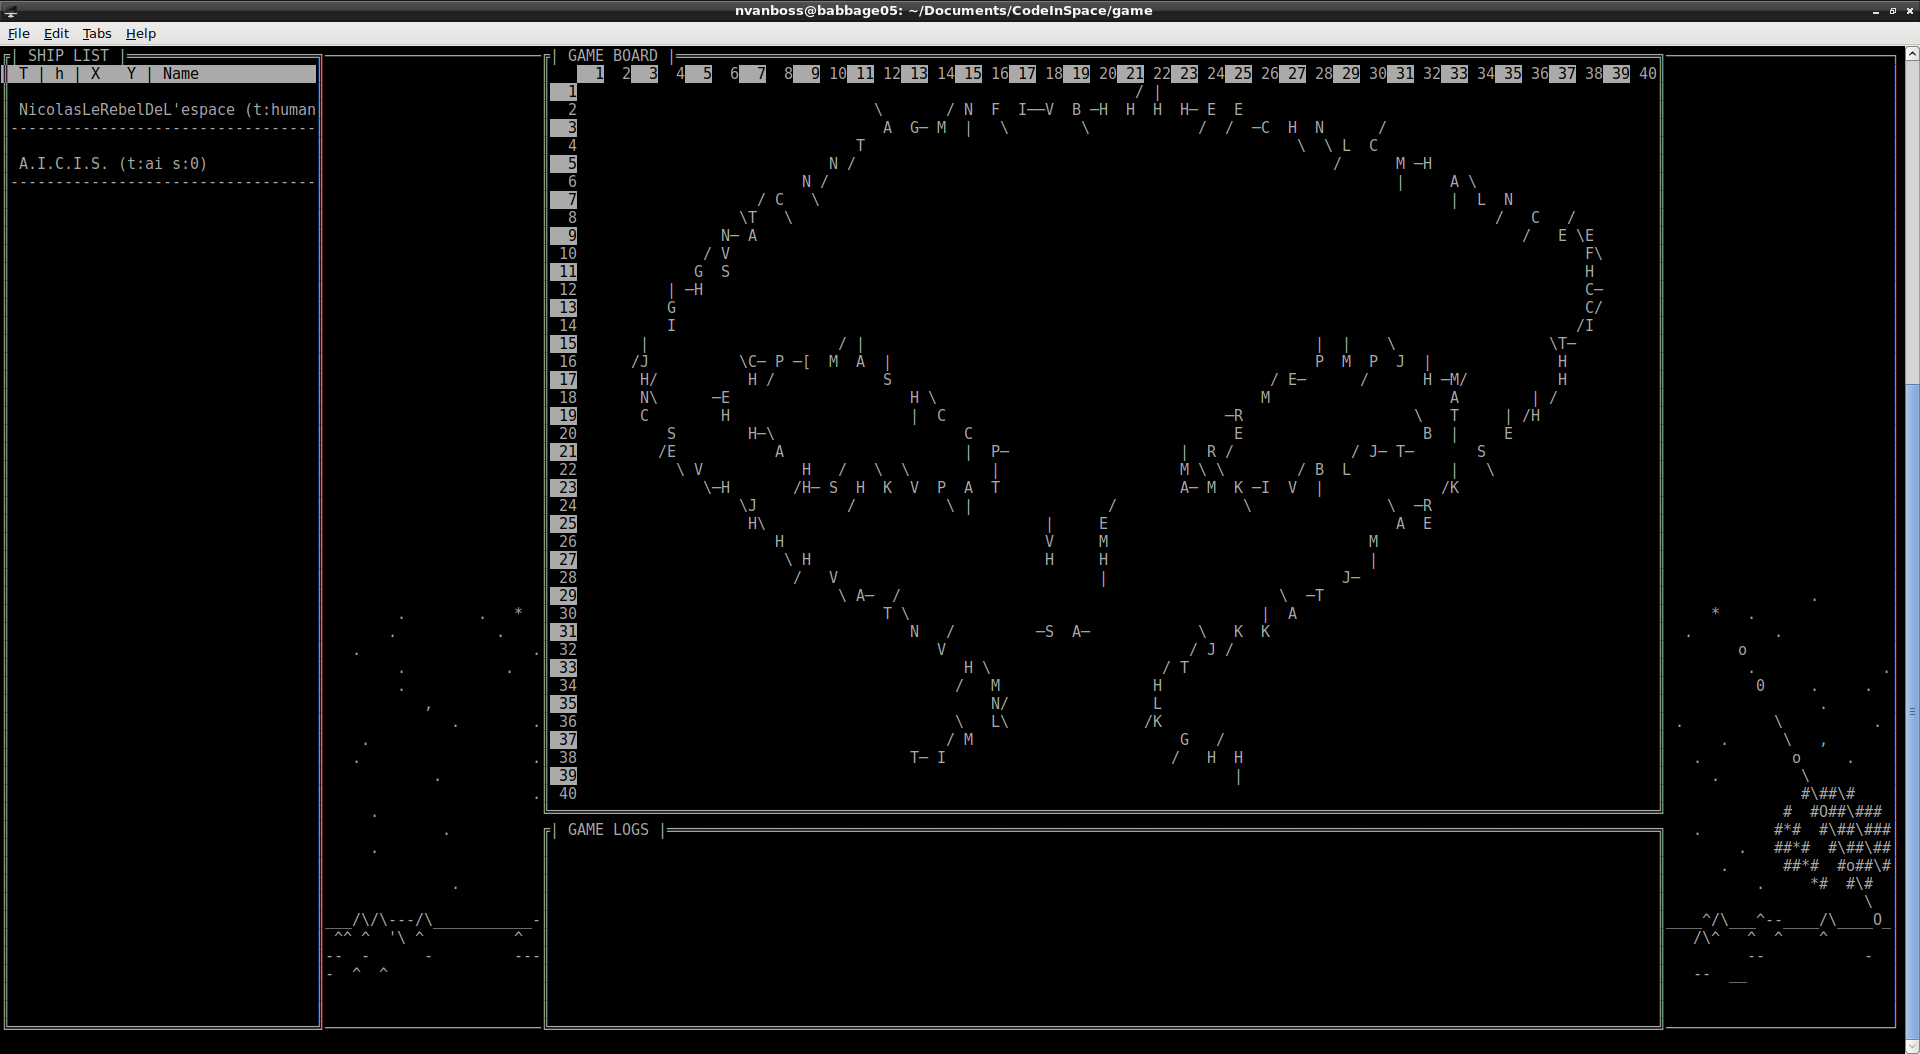 nvanboss@babbage05: ~/Documents/CodeInSpace/game
File Edit Tabs Help
SHIP LIST
T | h | X Y | Name
NicolasLeRebelDeL'espace (t:human
---------------------------------
A.I.C.I.S. (t:ai s:0)
---------------------------------
GAME BOARD
1 2 3 4 5 6 7 8 9 10 11 12 13 14 15 16 17 18 19 20 21 22 23 24 25 26 27 28 29 30 31 32 33 34 35 36 37 38 39 40
1 / |
2 \ / N F I——V B —H H H H— E E
3 A G— M | \ \ / / —C H N /
4 T \ \ L C
5 N / / M —H
6 N / | A \
7 / C \ | L N
8 \T \ / C /
9 N— A / E \E
10 / V F\
11 G S H
12 | —H C—
13 G C/
14 I /I
15 | / | | | \ \T—
16 /J \C— P —[ M A | P M P J | H
17 H/ H / S / E— / H —M/ H
18 N\ —E H \ M A | /
19 C H | C —R \ T | /H
20 S H—\ C E B | E
21 /E A | P— | R / / J— T— S
22 \ V H / \ \ | M \ \ / B L | \
23 \—H /H— S H K V P A T A— M K —I V | /K
24 \J / \ | / \ \ —R
25 H\ | E A E
26 H V M M
27 \ H H H |
28 / V | J—
29 \ A— / \ —T
30 T \ | A
31 N / —S A— \ K K
32 V / J /
33 H \ / T
34 / M H
35 N/ L
36 \ L\ /K
37 / M G /
38 T— I / H H
39 |
40
GAME LOGS